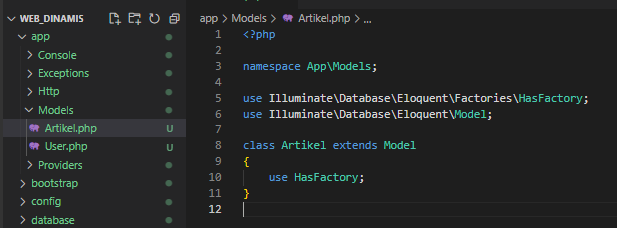 WEB_DINAMIS
app
Console
Exceptions
Http
Models
Artikel.php U
User.php U
Providers
bootstrap
config
database
app > Models > Artikel.php > ...
1 <?php
2
3 namespace App\Models;
4
5 use Illuminate\Database\Eloquent\Factories\HasFactory;
6 use Illuminate\Database\Eloquent\Model;
7
8 class Artikel extends Model
9 {
10 use HasFactory;
11 }
12